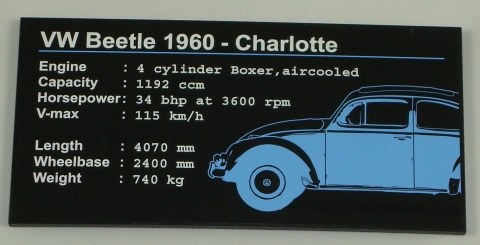 VW Beetle 1960 - Charlotte
Engine : 4 cylinder Boxer,aircooled
Capacity : 1192 ccm
Horsepower: 34 bhp at 3600 rpm
V-max : 115 km/h
Length : 4070 mm
Wheelbase : 2400 mm
Weight : 740 kg